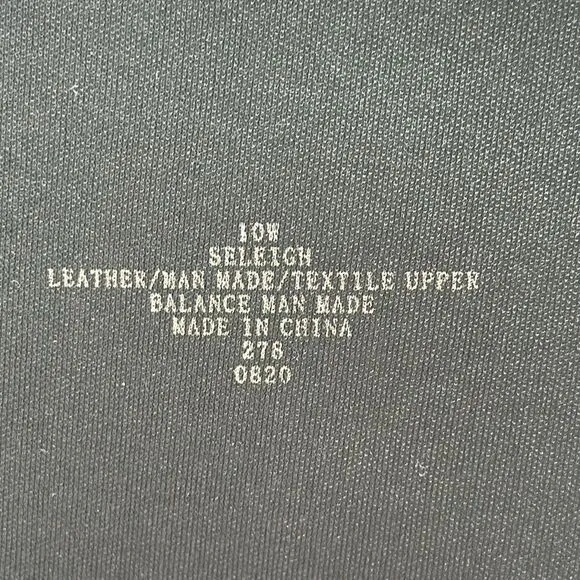 10W
SELEIGH
LEATHER/MAN MADE/TEXTILE UPPER
BALANCE MAN MADE
MADE IN CHINA
278
0820